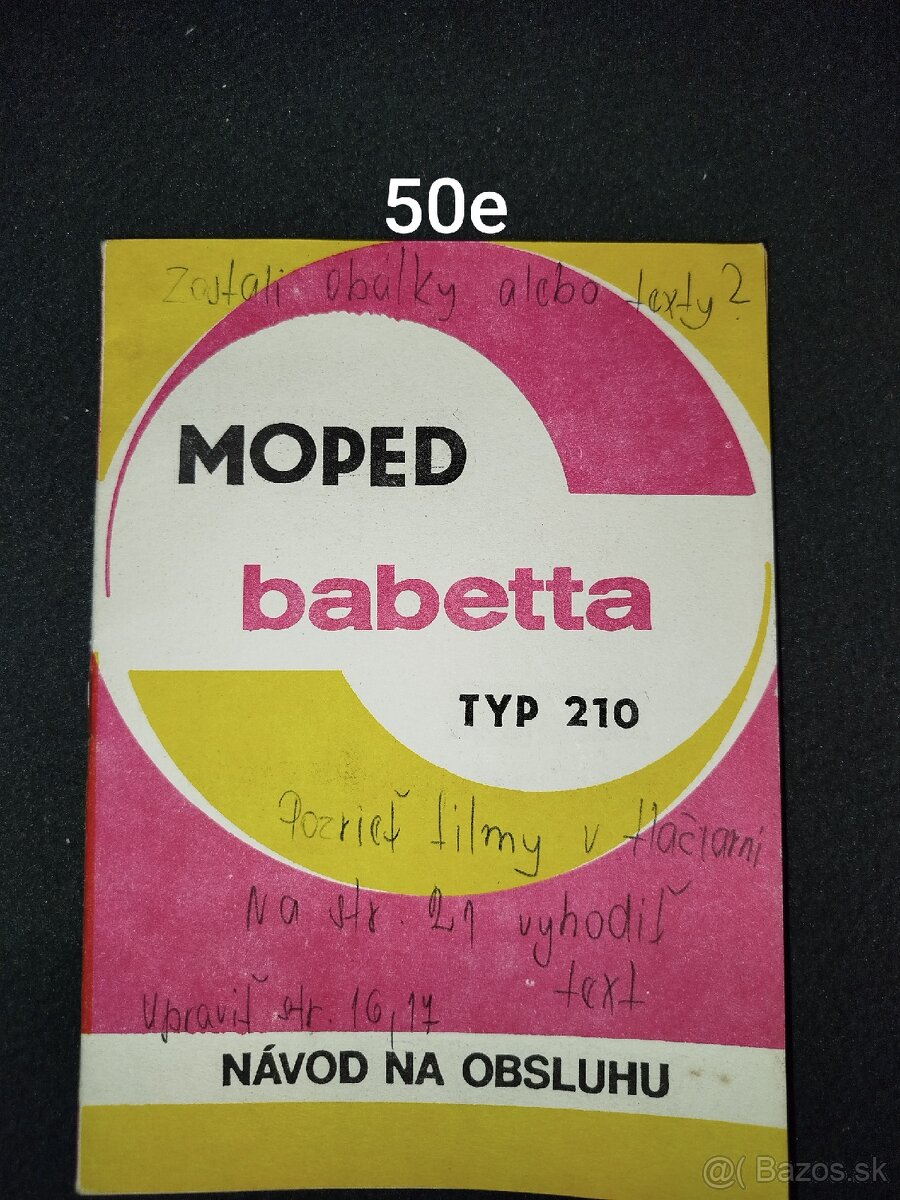 50e
Zostali obálky alebo texty?
MOPED
babetta
TYP 210
Pozrieť filmy v tlačiarni
Na str. 21 vyhodiť
text
Upraviť str. 16, 17
NÁVOD NA OBSLUHU
@( Bazos.sk